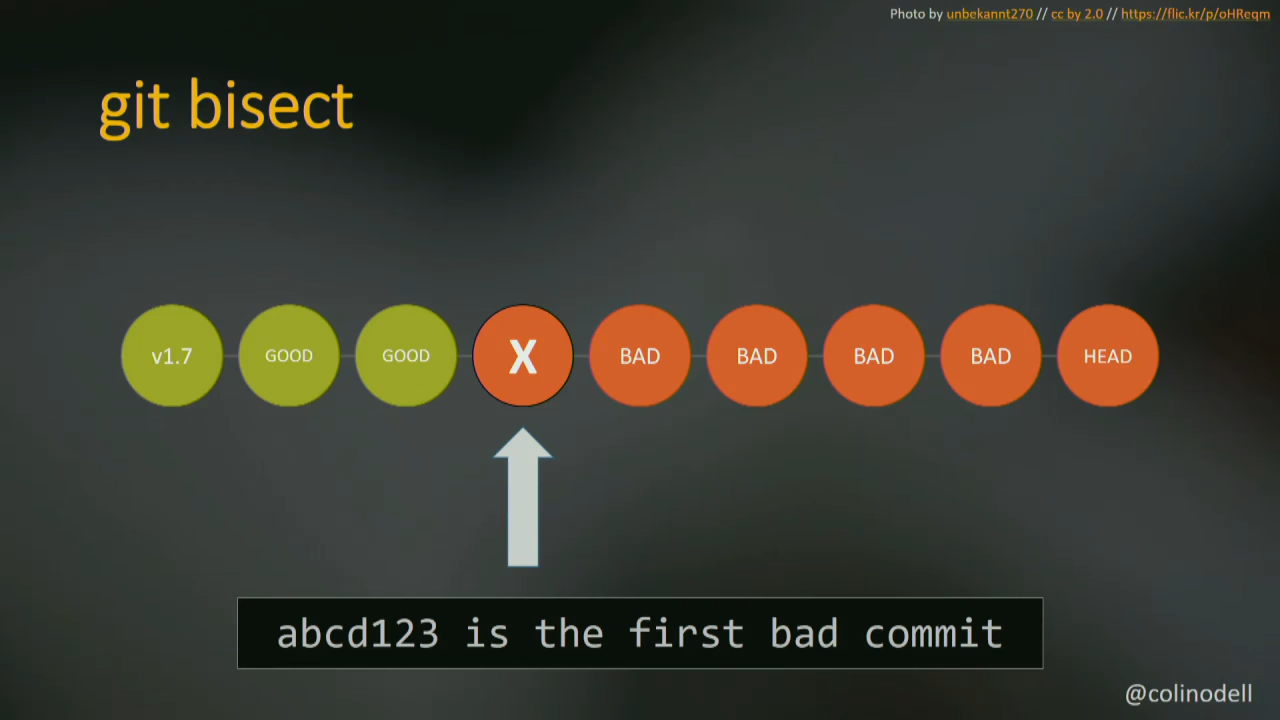 Photo by unbekannt270 // cc by 2.0 // https://flic.kr/p/oHReqm
git bisect
v1.7 GOOD GOOD X BAD BAD BAD BAD HEAD
abcd123 is the first bad commit
@colinodell